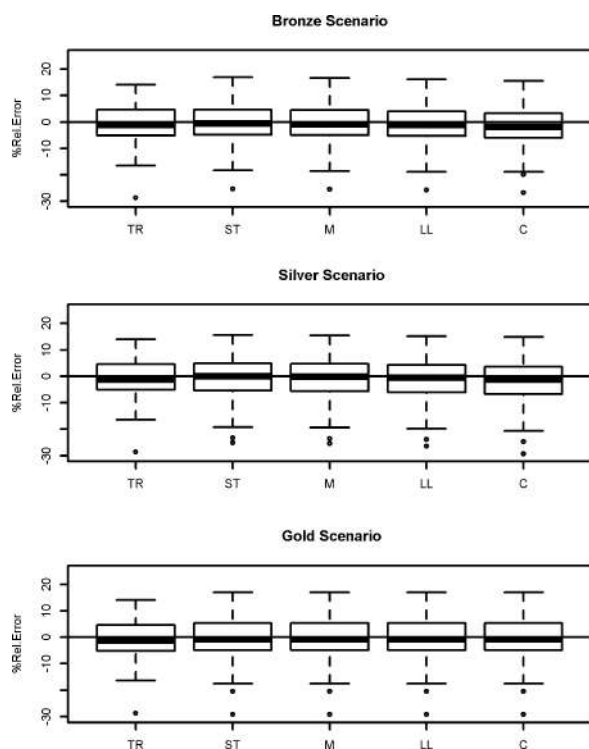 Bronze Scenario
%Rel.Error
20
10
0
-10
-30
TR ST M LL C
Silver Scenario
%Rel.Error
20
10
0
-10
-30
TR ST M LL C
Gold Scenario
%Rel.Error
20
10
0
-10
-30
TR ST M LL C